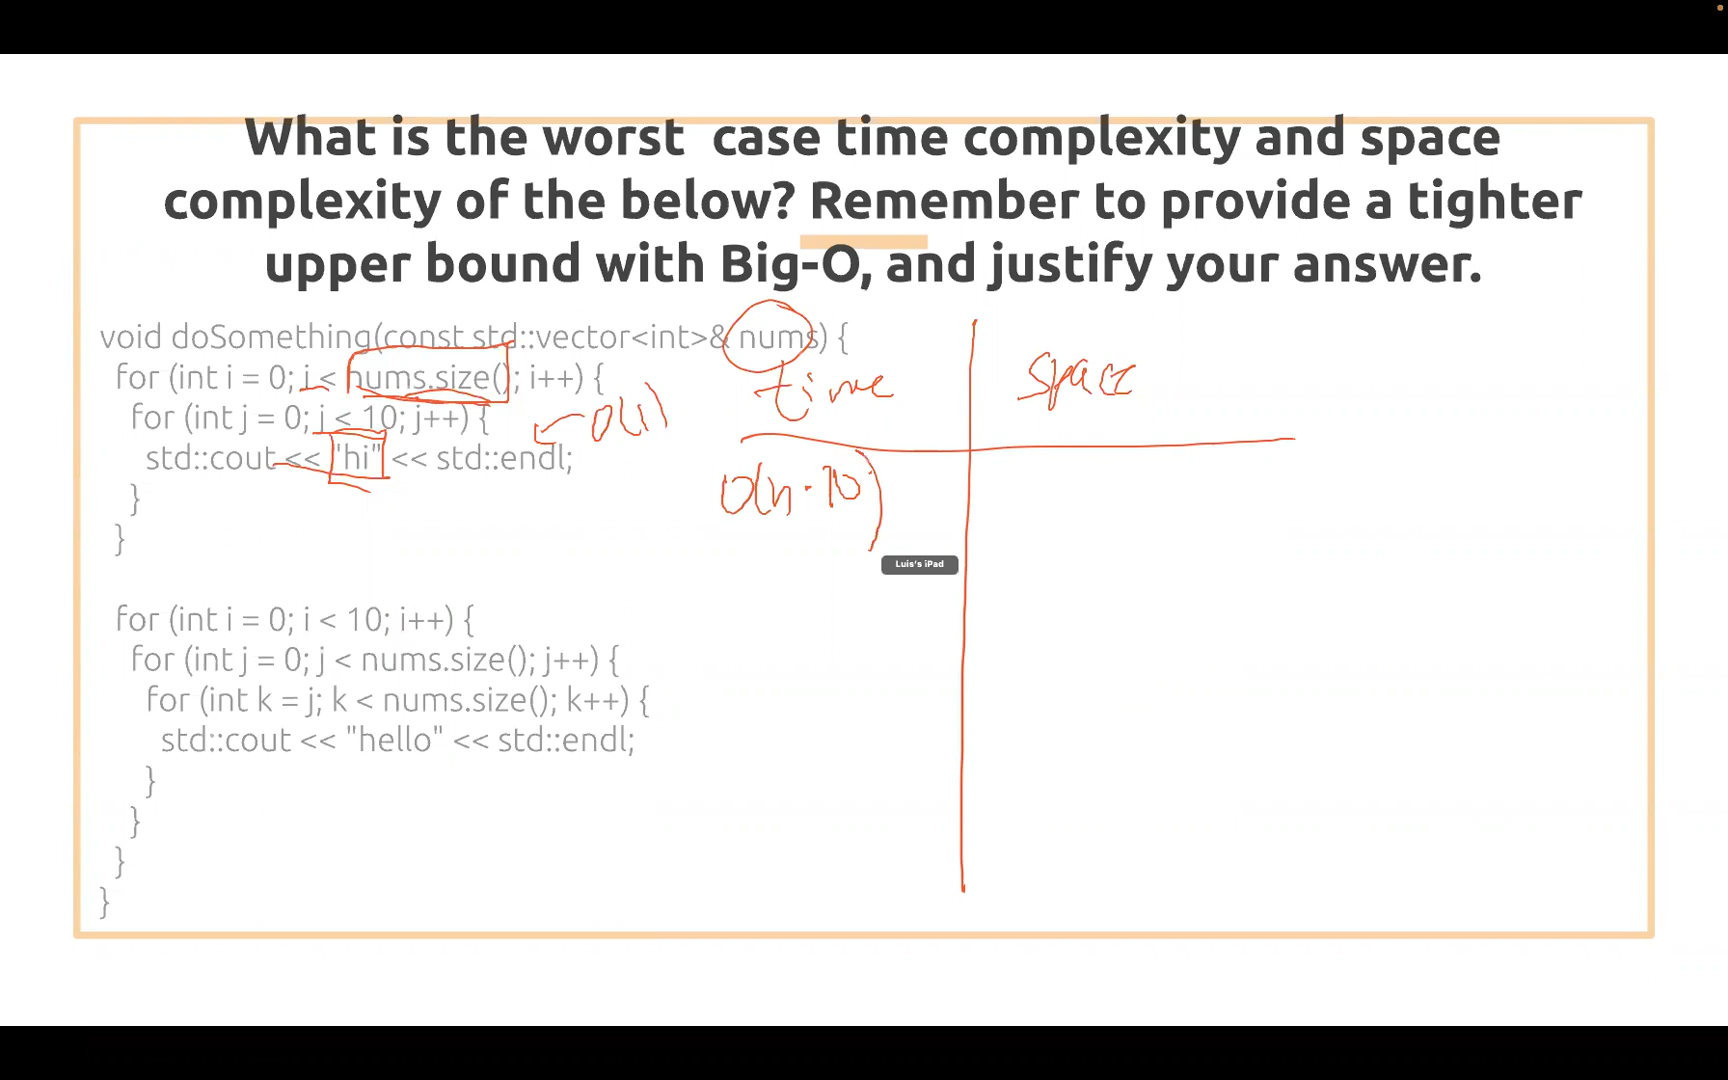 What is the worst  case time complexity and space
complexity of the below? Remember to provide a tighter
upper bound with Big-O, and justify your answer.
void doSomething(const std::vector<int>& nums) {
for (int i = 0; i < nums.size(); i++) {
for (int j = 0; j < 10; j++) {
std::cout << "hi" << std::endl;
}
}
for (int i = 0; i < 10; i++) {
for (int j = 0; j < nums.size(); j++) {
for (int k = j; k < nums.size(); k++) {
std::cout << "hello" << std::endl;
}
}
}
}
O(1)
time
space
O(n · 10)
Luis's iPad